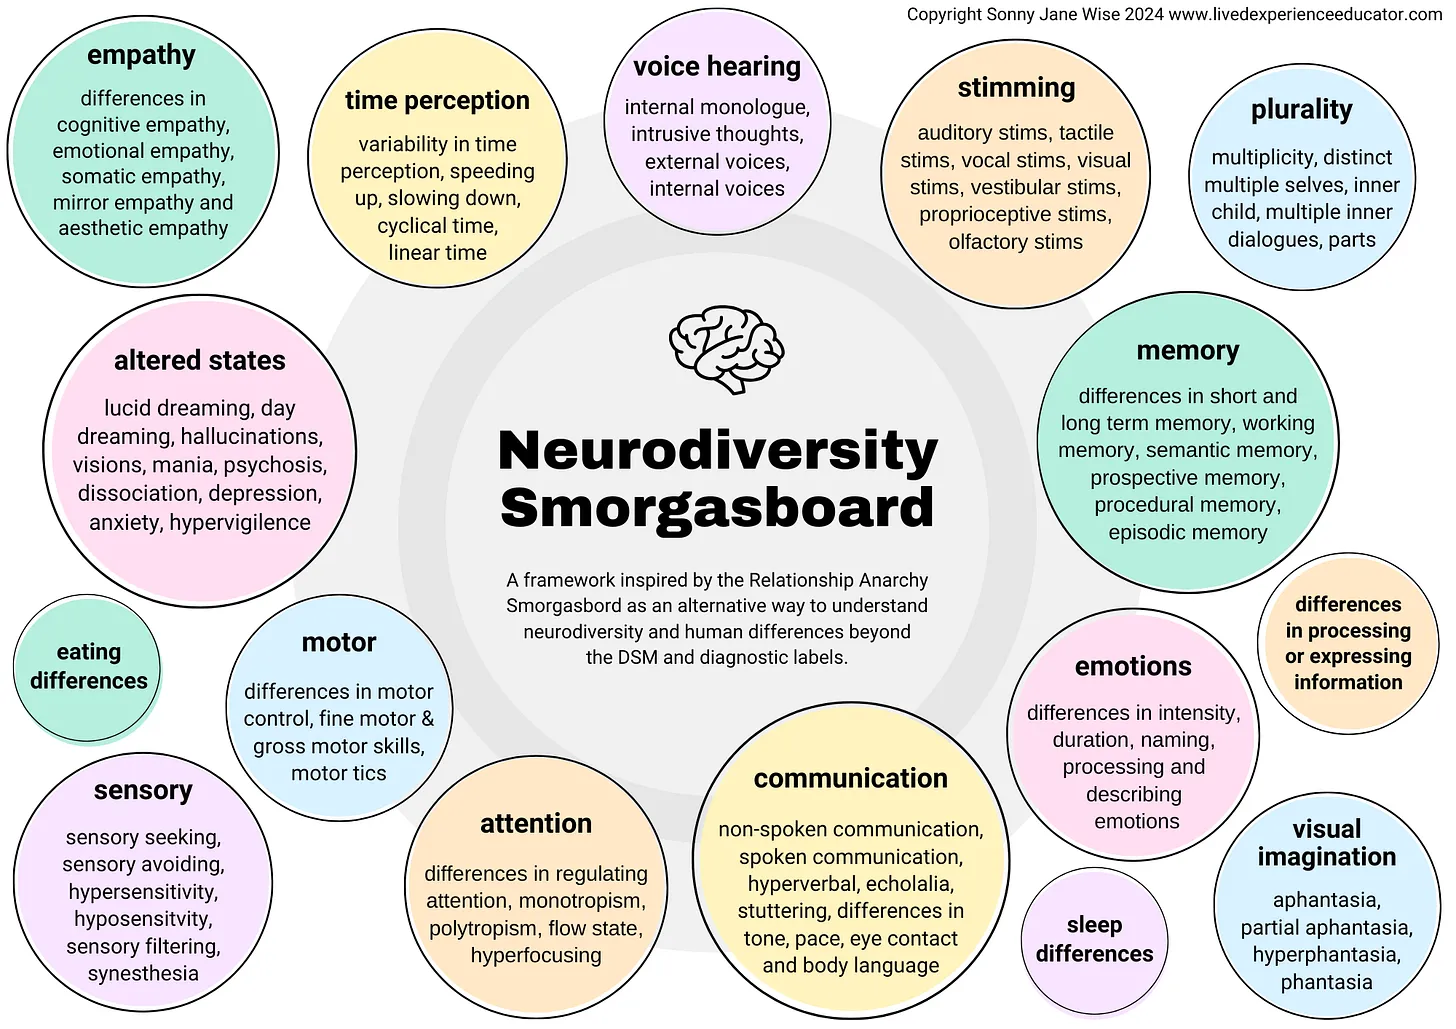 Copyright Sonny Jane Wise 2024 www.livedexperienceeducator.com
empathy
differences in
cognitive empathy,
emotional empathy,
somatic empathy,
mirror empathy and
aesthetic empathy
time perception
variability in time
perception, speeding
up, slowing down,
cyclical time,
linear time
voice hearing
internal monologue,
intrusive thoughts,
external voices,
internal voices
stimming
auditory stims, tactile
stims, vocal stims, visual
stims, vestibular stims,
proprioceptive stims,
olfactory stims
plurality
multiplicity, distinct
multiple selves, inner
child, multiple inner
dialogues, parts
altered states
lucid dreaming, day
dreaming, hallucinations,
visions, mania, psychosis,
dissociation, depression,
anxiety, hypervigilence
Neurodiversity
Smorgasboard
A framework inspired by the Relationship Anarchy
Smorgasbord as an alternative way to understand
neurodiversity and human differences beyond
the DSM and diagnostic labels.
memory
differences in short and
long term memory, working
memory, semantic memory,
prospective memory,
procedural memory,
episodic memory
eating
differences
motor
differences in motor
control, fine motor &
gross motor skills,
motor tics
emotions
differences in intensity,
duration, naming,
processing and
describing
emotions
differences
in processing
or expressing
information
sensory
sensory seeking,
sensory avoiding,
hypersensitivity,
hyposensitvity,
sensory filtering,
synesthesia
attention
differences in regulating
attention, monotropism,
polytropism, flow state,
hyperfocusing
communication
non-spoken communication,
spoken communication,
hyperverbal, echolalia,
stuttering, differences in
tone, pace, eye contact
and body language
sleep
differences
visual
imagination
aphantasia,
partial aphantasia,
hyperphantasia,
phantasia